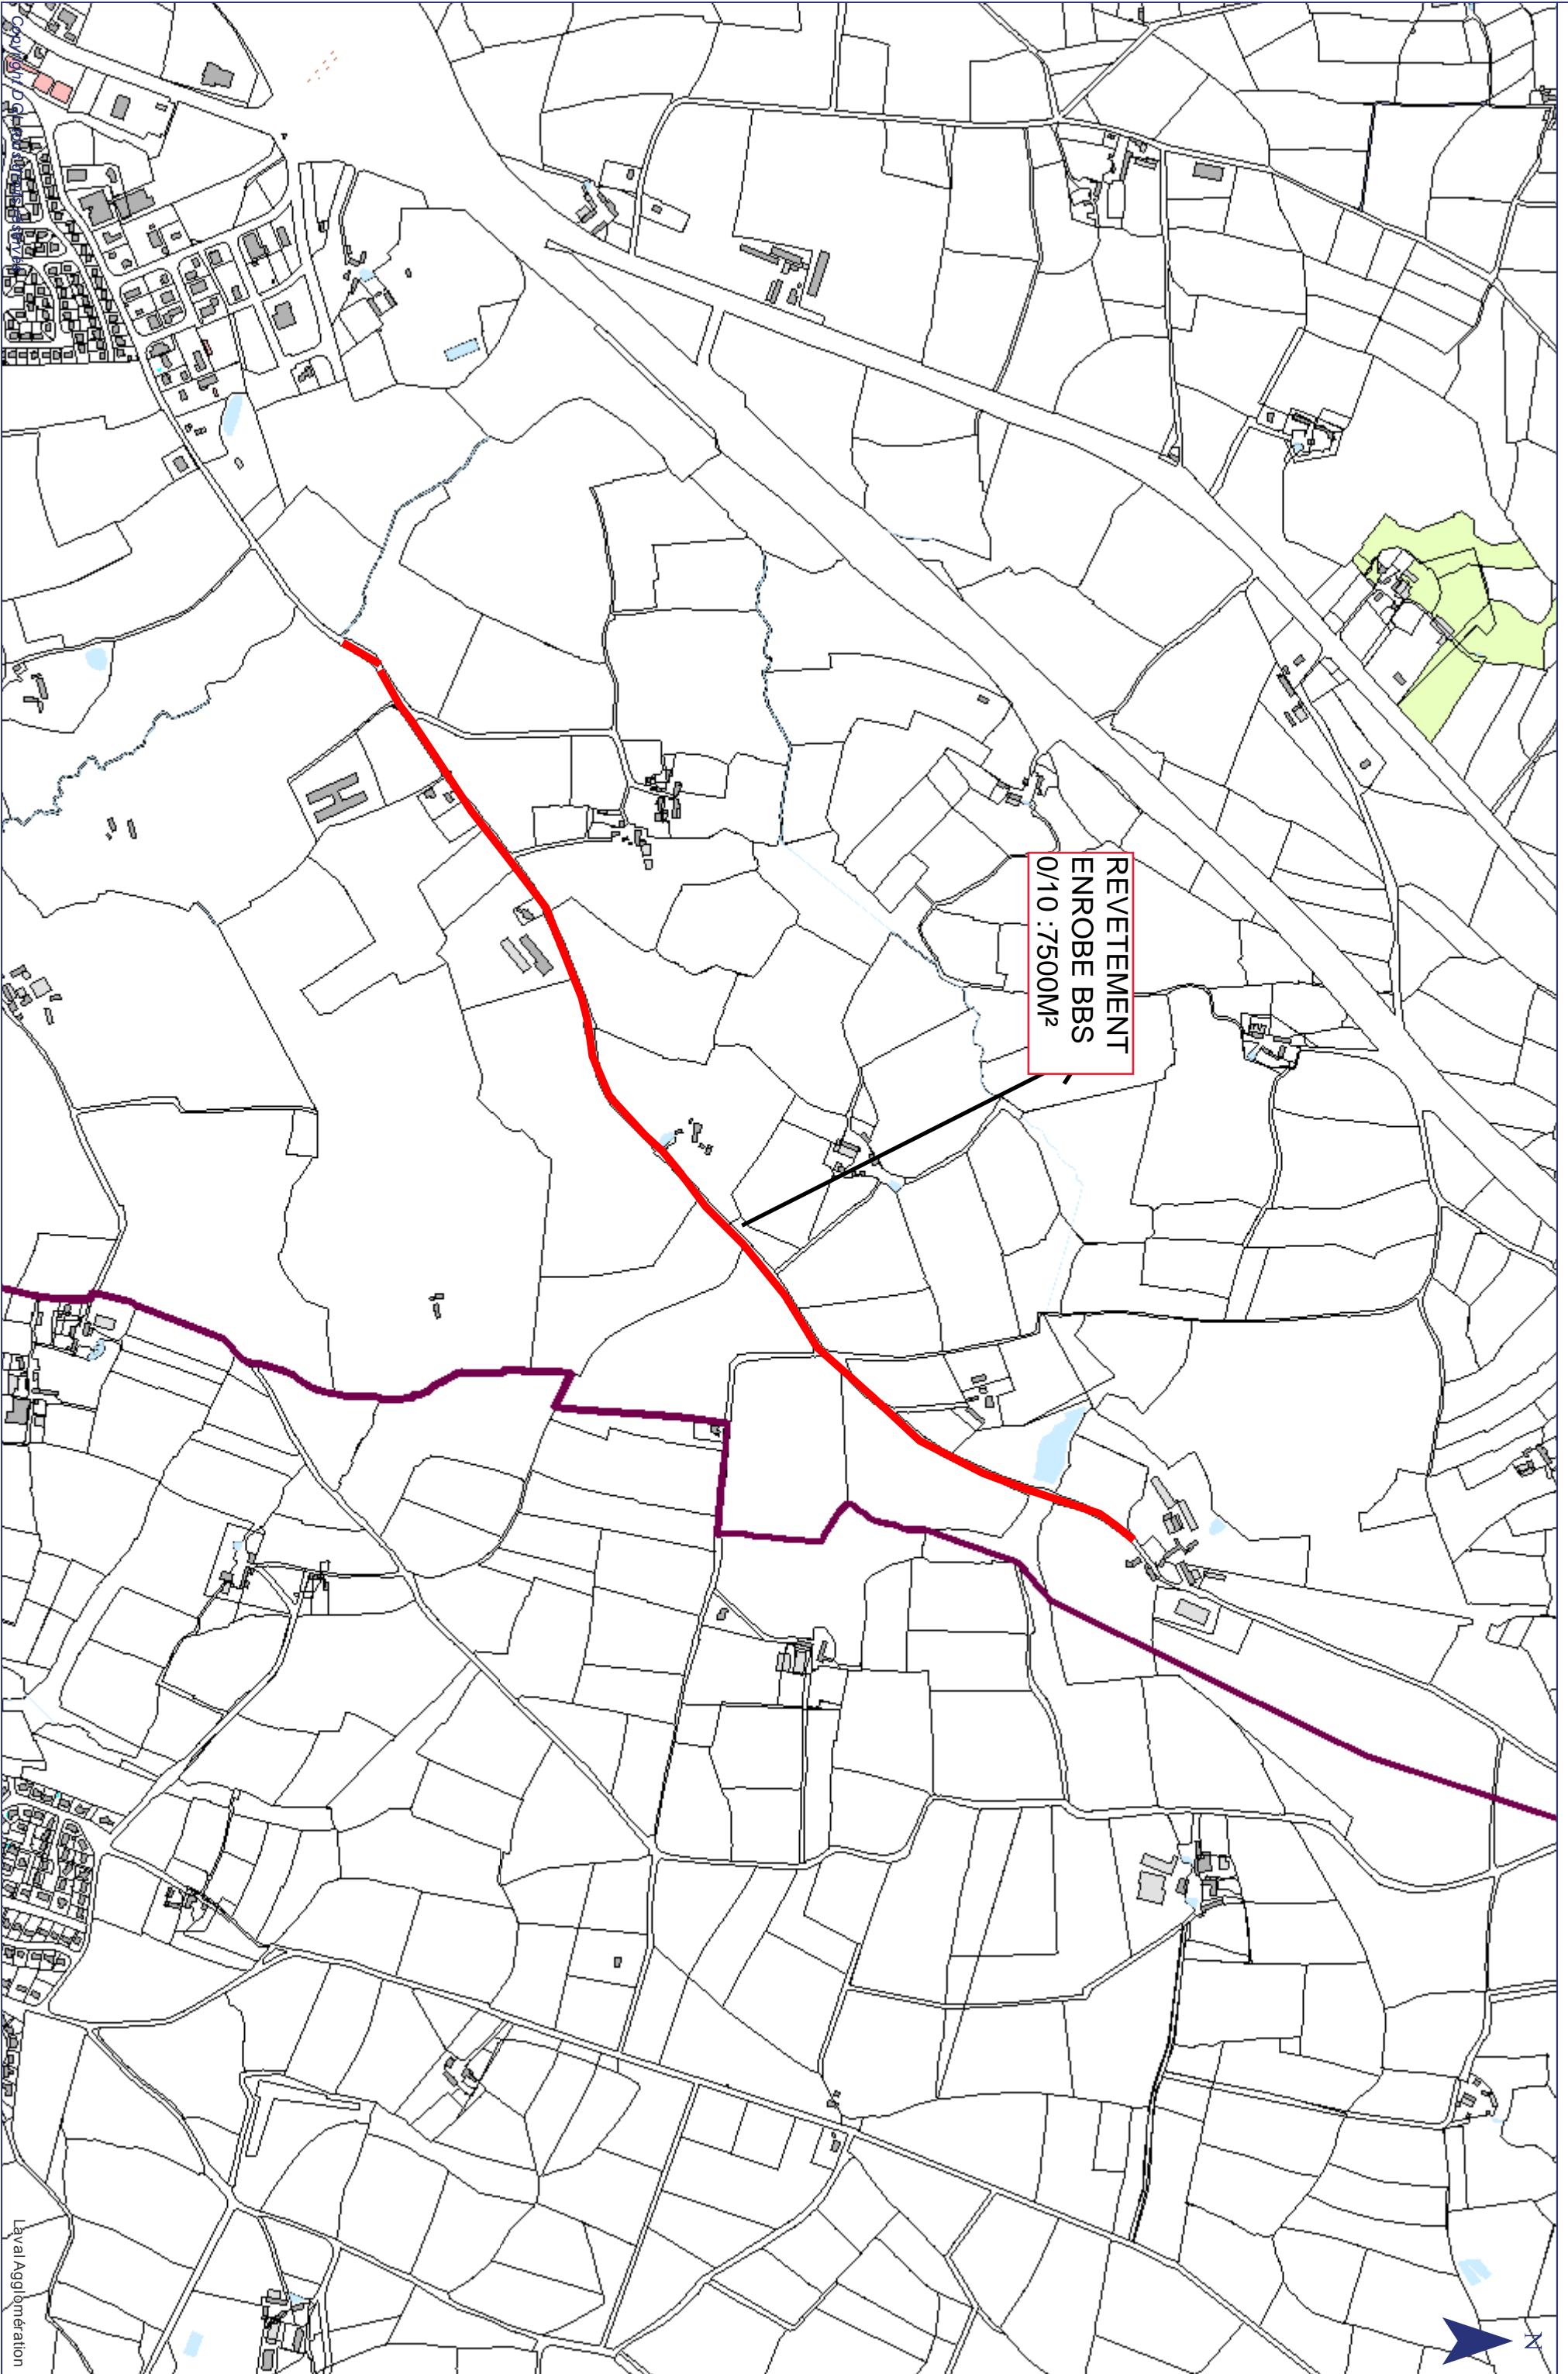 REVETEMENT
ENROBE BBS
0/10 :7500M²
N
Laval Agglomération